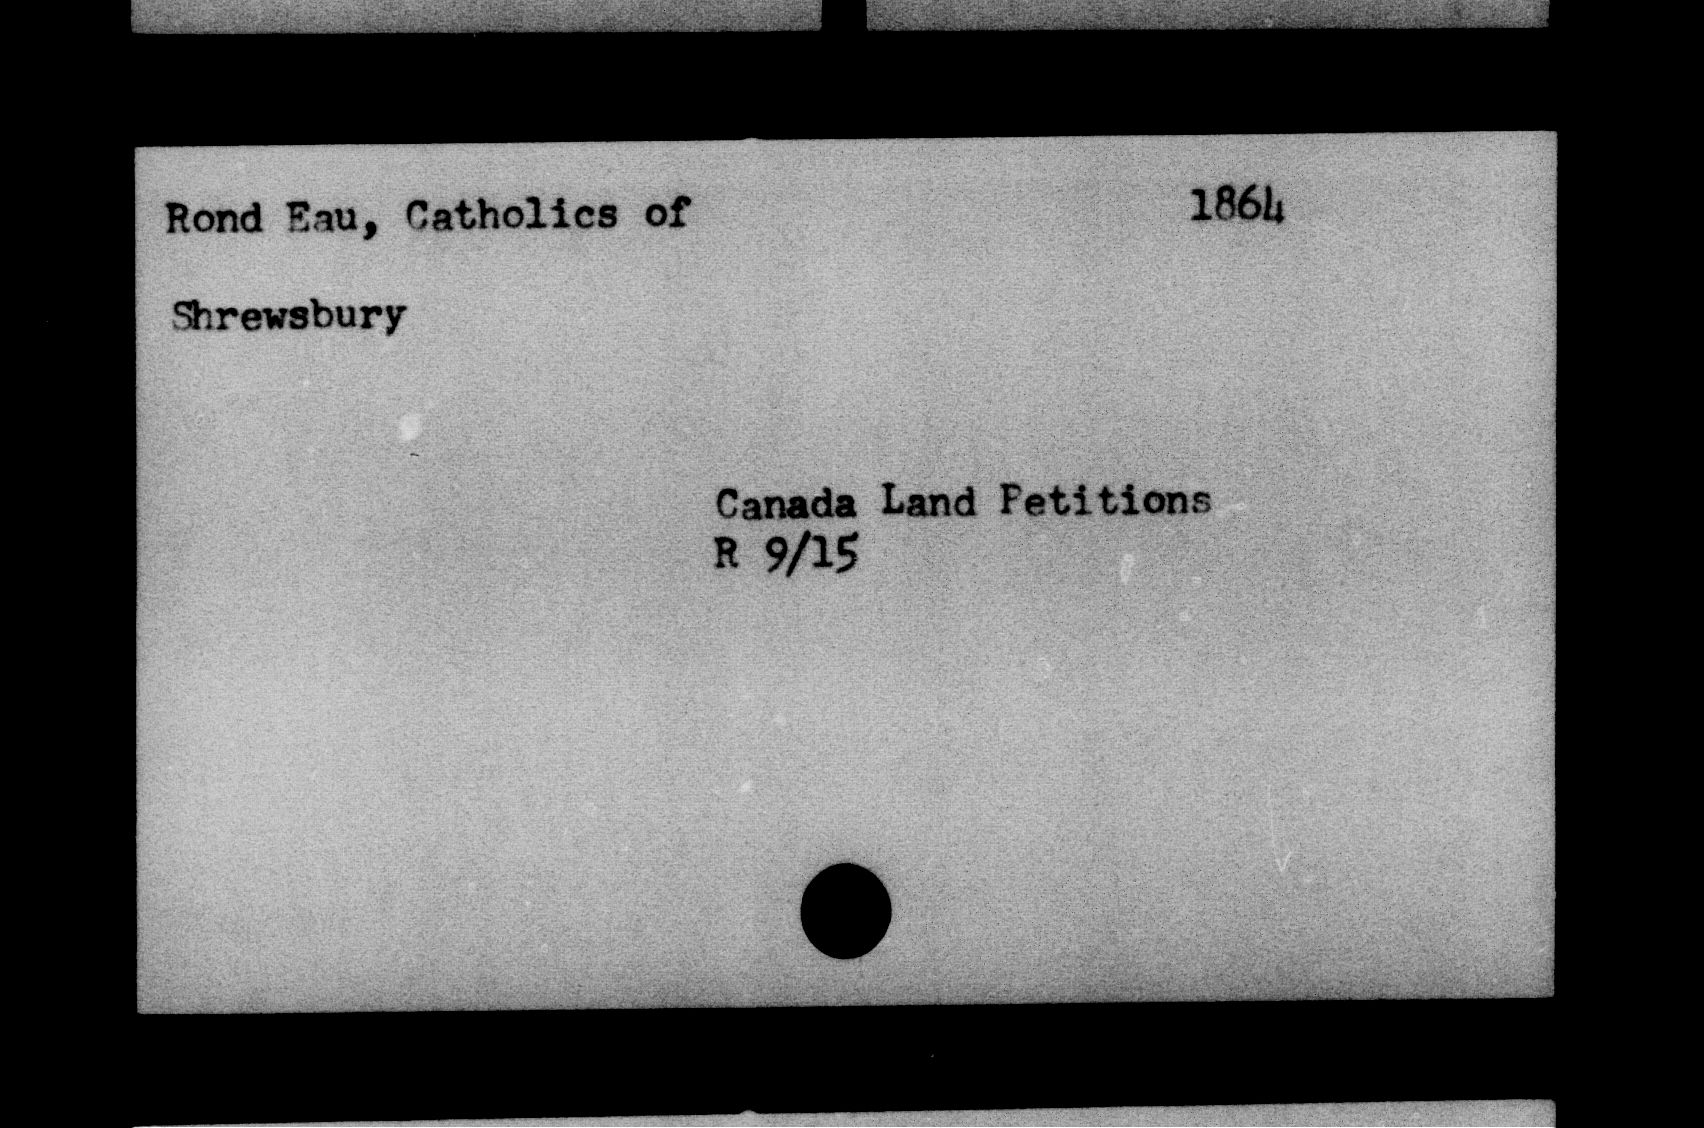 Rond Eau, Catholics of 1864
Shrewsbury
Canada Land Petitions
R 9/15